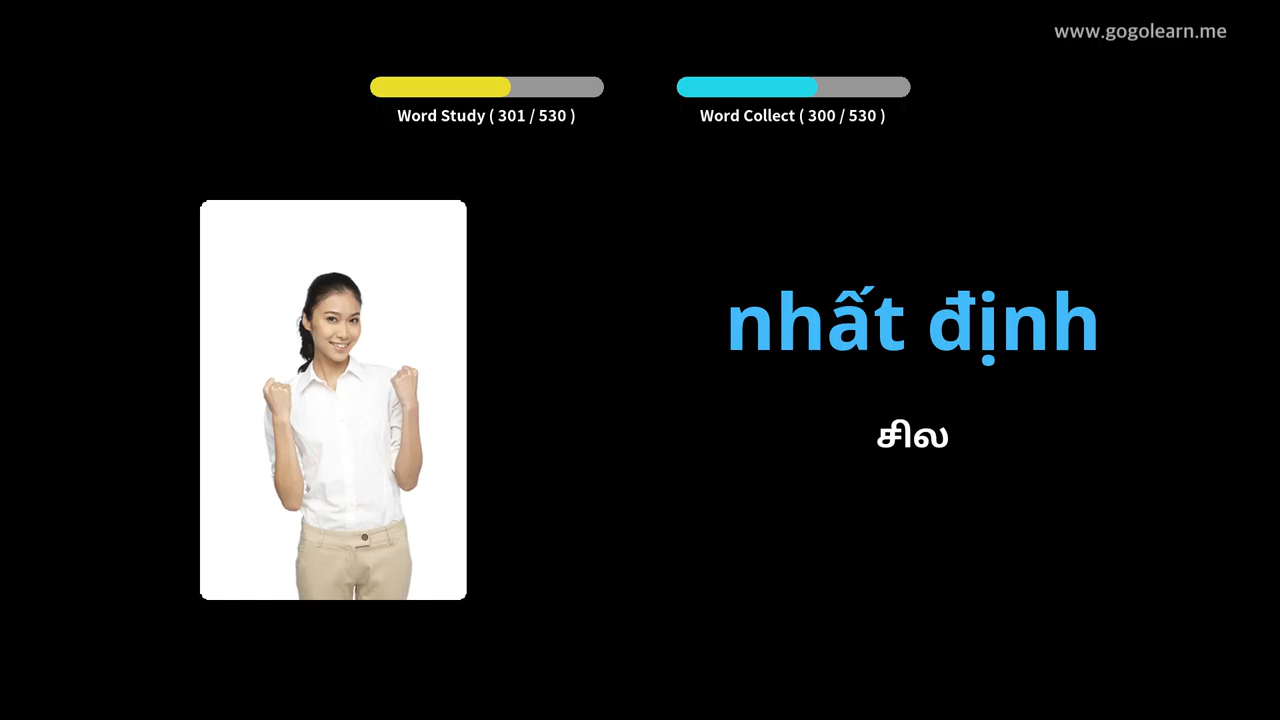 www.gogolearn.me
Word Study ( 301 / 530 )
Word Collect ( 300 / 530 )
nhất định
சில